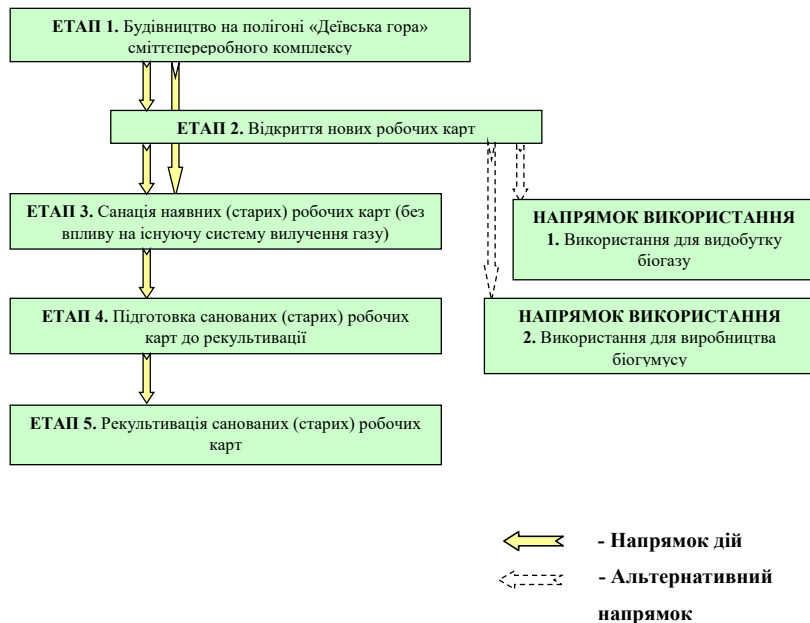 ЕТАП 1. Будівництво на полігоні «Деївська гора»
сміттєпереробного комплексу
ЕТАП 2. Відкриття нових робочих карт
ЕТАП 3. Санація наявних (старих) робочих карт (без
впливу на існуючу систему вилучення газу)
НАПРЯМОК ВИКОРИСТАННЯ
1. Використання для видобутку
біогазу
ЕТАП 4. Підготовка санованих (старих) робочих
карт до рекультивації
НАПРЯМОК ВИКОРИСТАННЯ
2. Використання для виробництва
біогумусу
ЕТАП 5. Рекультивація санованих (старих) робочих
карт
- Напрямок дій
- Альтернативний
напрямок